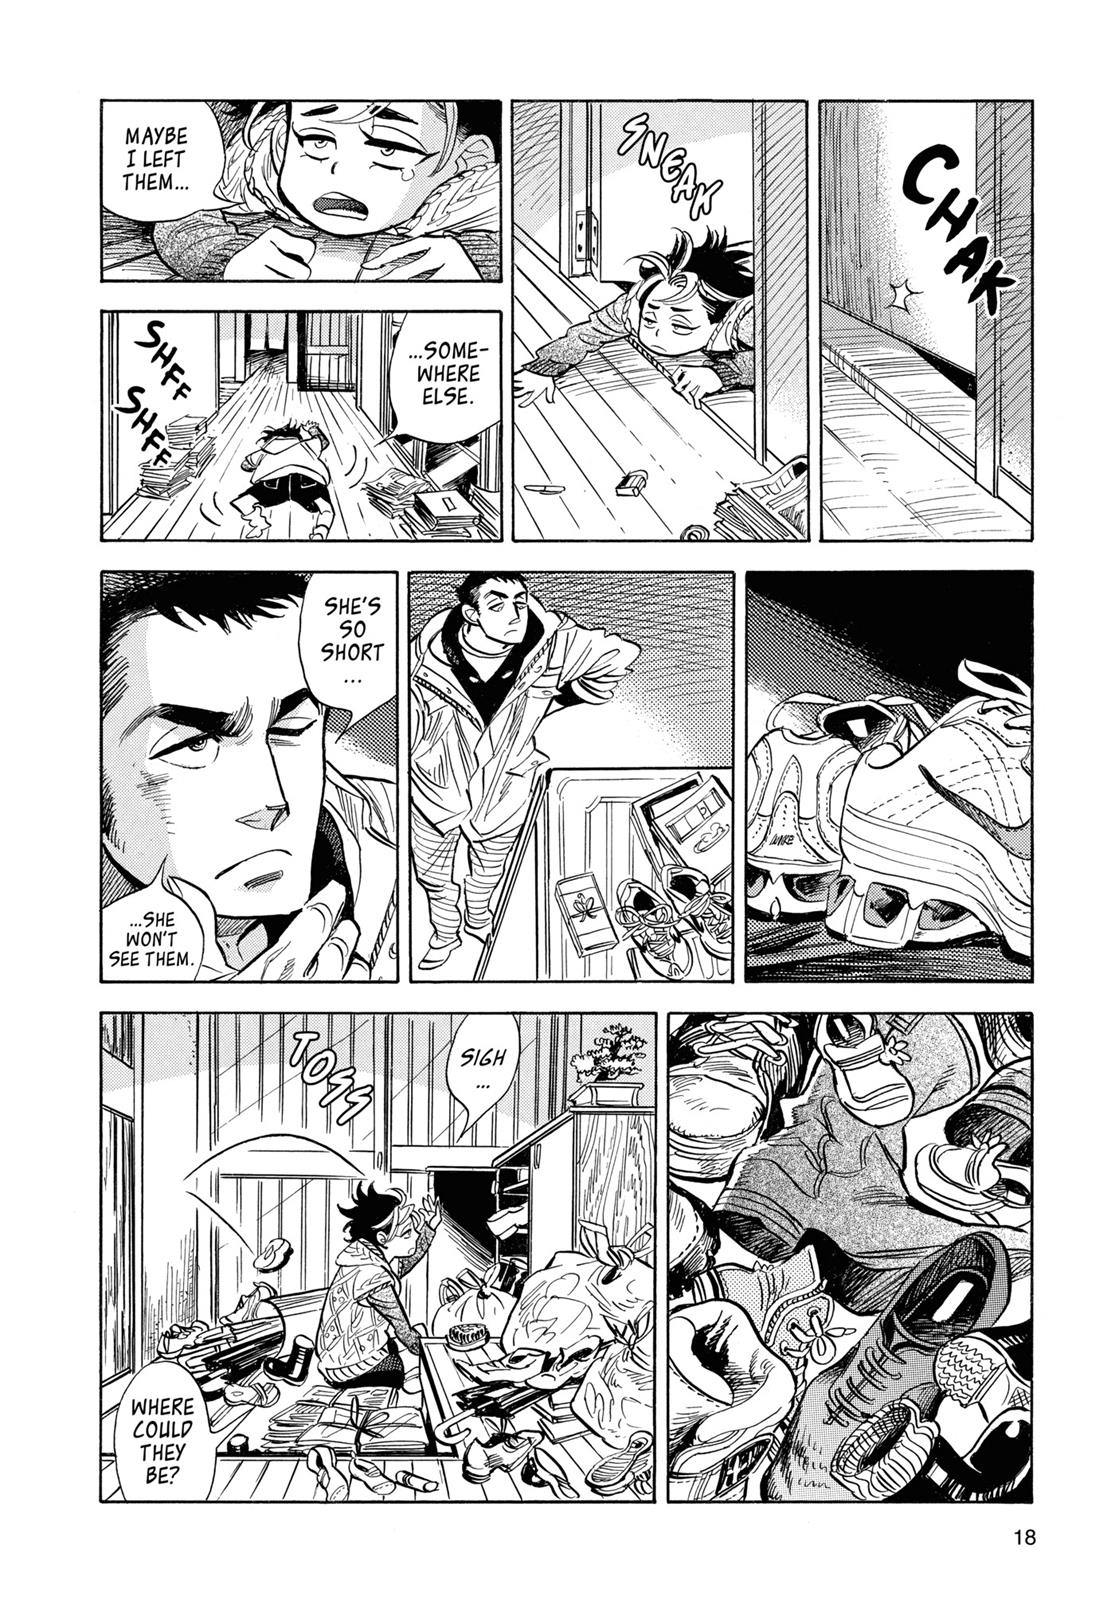 CHAK
SNEAK
MAYBE
I LEFT
THEM...
...SOME-
WHERE
ELSE.
SHFF
SHFF
SHE'S
SO
SHORT
...
...SHE
WON'T
SEE THEM.
SIGH
...
TOSS
WHERE
COULD
THEY
BE?
18